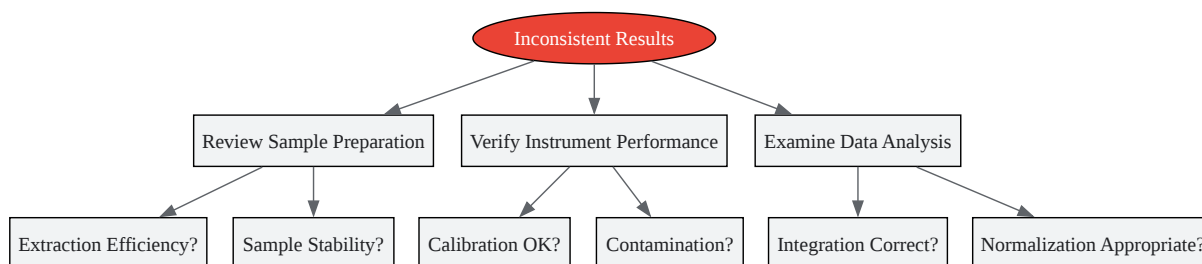 Inconsistent Results
Review Sample Preparation
Verify Instrument Performance
Examine Data Analysis
Extraction Efficiency?
Sample Stability?
Calibration OK?
Contamination?
Integration Correct?
Normalization Appropriate?